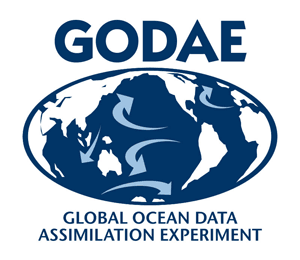 GODAE
GLOBAL OCEAN DATA
ASSIMILATION EXPERIMENT